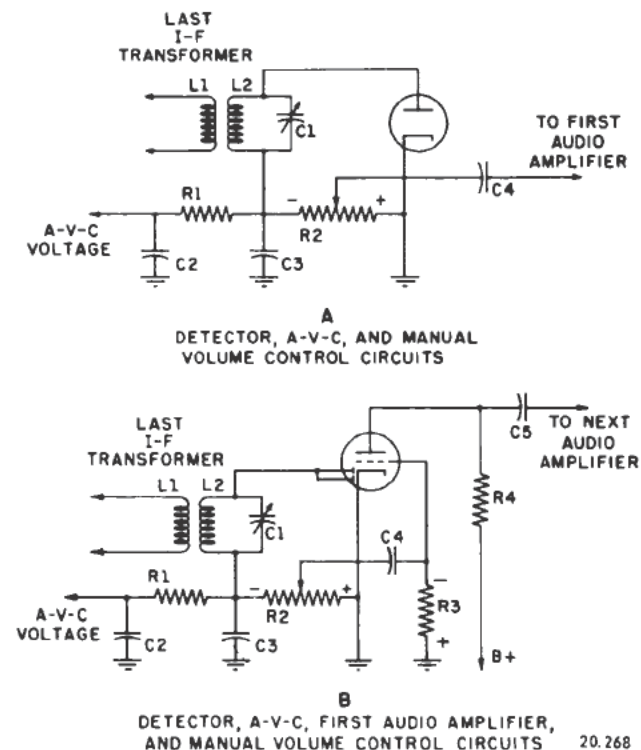 LAST
I-F
TRANSFORMER
L1 L2
C1
TO FIRST
AUDIO
AMPLIFIER
C4
R1
- +
R2
A-V-C
VOLTAGE
C2
C3
A
DETECTOR, A-V-C, AND MANUAL
VOLUME CONTROL CIRCUITS
LAST
I-F
TRANSFORMER
L1 L2
C1
C5
TO NEXT
AUDIO
AMPLIFIER
R4
C4
R1
- +
R2
-
R3
+
A-V-C
VOLTAGE
C2
C3
B+
B
DETECTOR, A-V-C, FIRST AUDIO AMPLIFIER,
AND MANUAL VOLUME CONTROL CIRCUITS 20.268